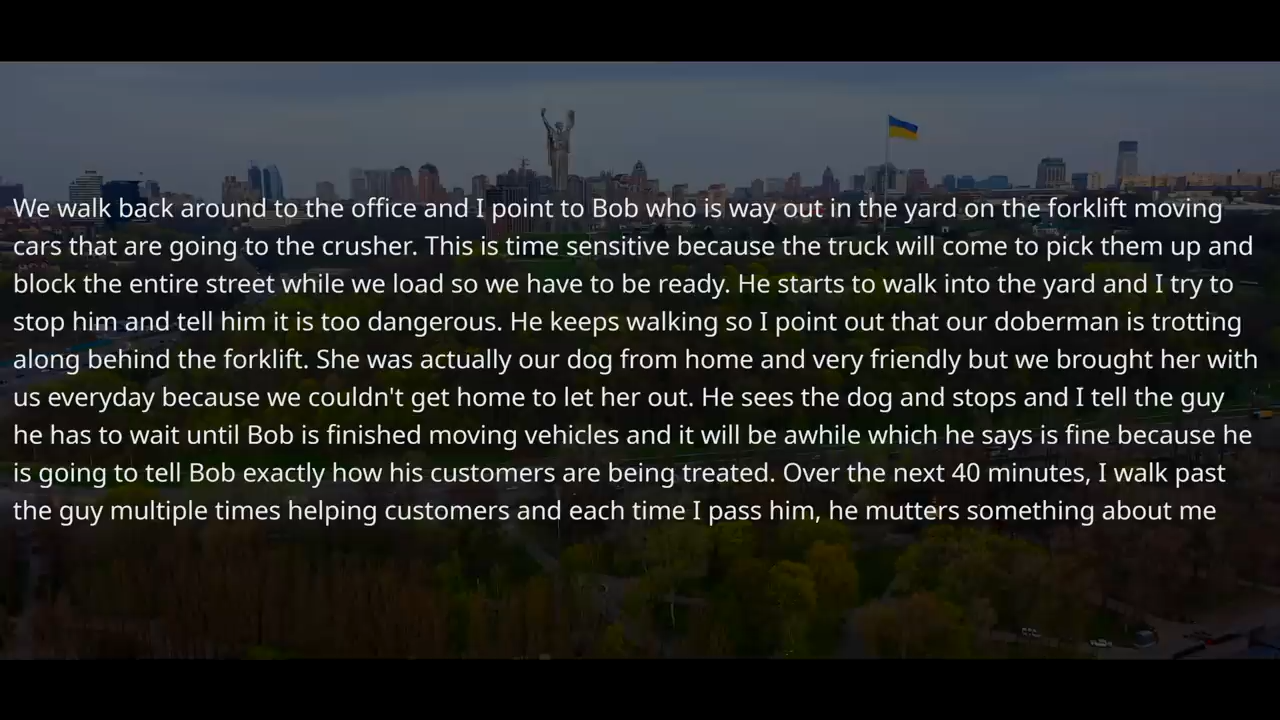 We walk back around to the office and I point to Bob who is way out in the yard on the forklift moving
cars that are going to the crusher. This is time sensitive because the truck will come to pick them up and
block the entire street while we load so we have to be ready. He starts to walk into the yard and I try to
stop him and tell him it is too dangerous. He keeps walking so I point out that our doberman is trotting
along behind the forklift. She was actually our dog from home and very friendly but we brought her with
us everyday because we couldn't get home to let her out. He sees the dog and stops and I tell the guy
he has to wait until Bob is finished moving vehicles and it will be awhile which he says is fine because he
is going to tell Bob exactly how his customers are being treated. Over the next 40 minutes, I walk past
the guy multiple times helping customers and each time I pass him, he mutters something about me